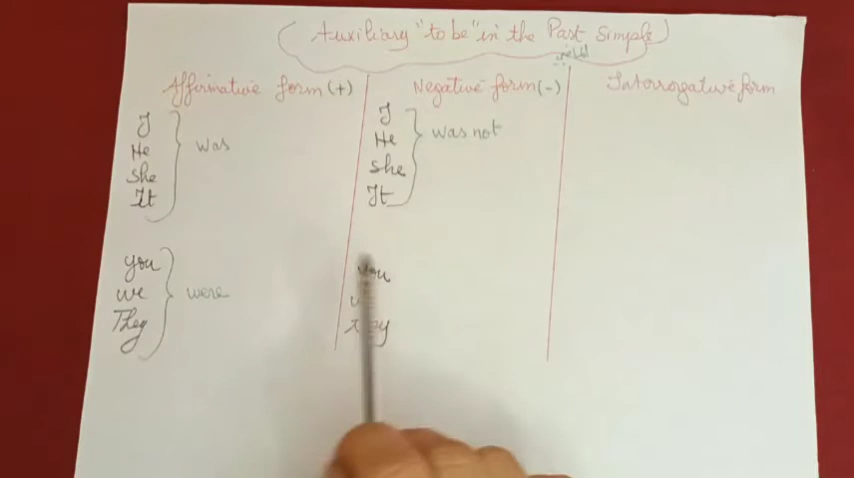 Auxiliary "to be" in the Past Simple
Affirmative form (+)
I
He
she
It
was
you
we
They
were
Negative form (-)
I
He
she
It
was not
you
Interrogative form